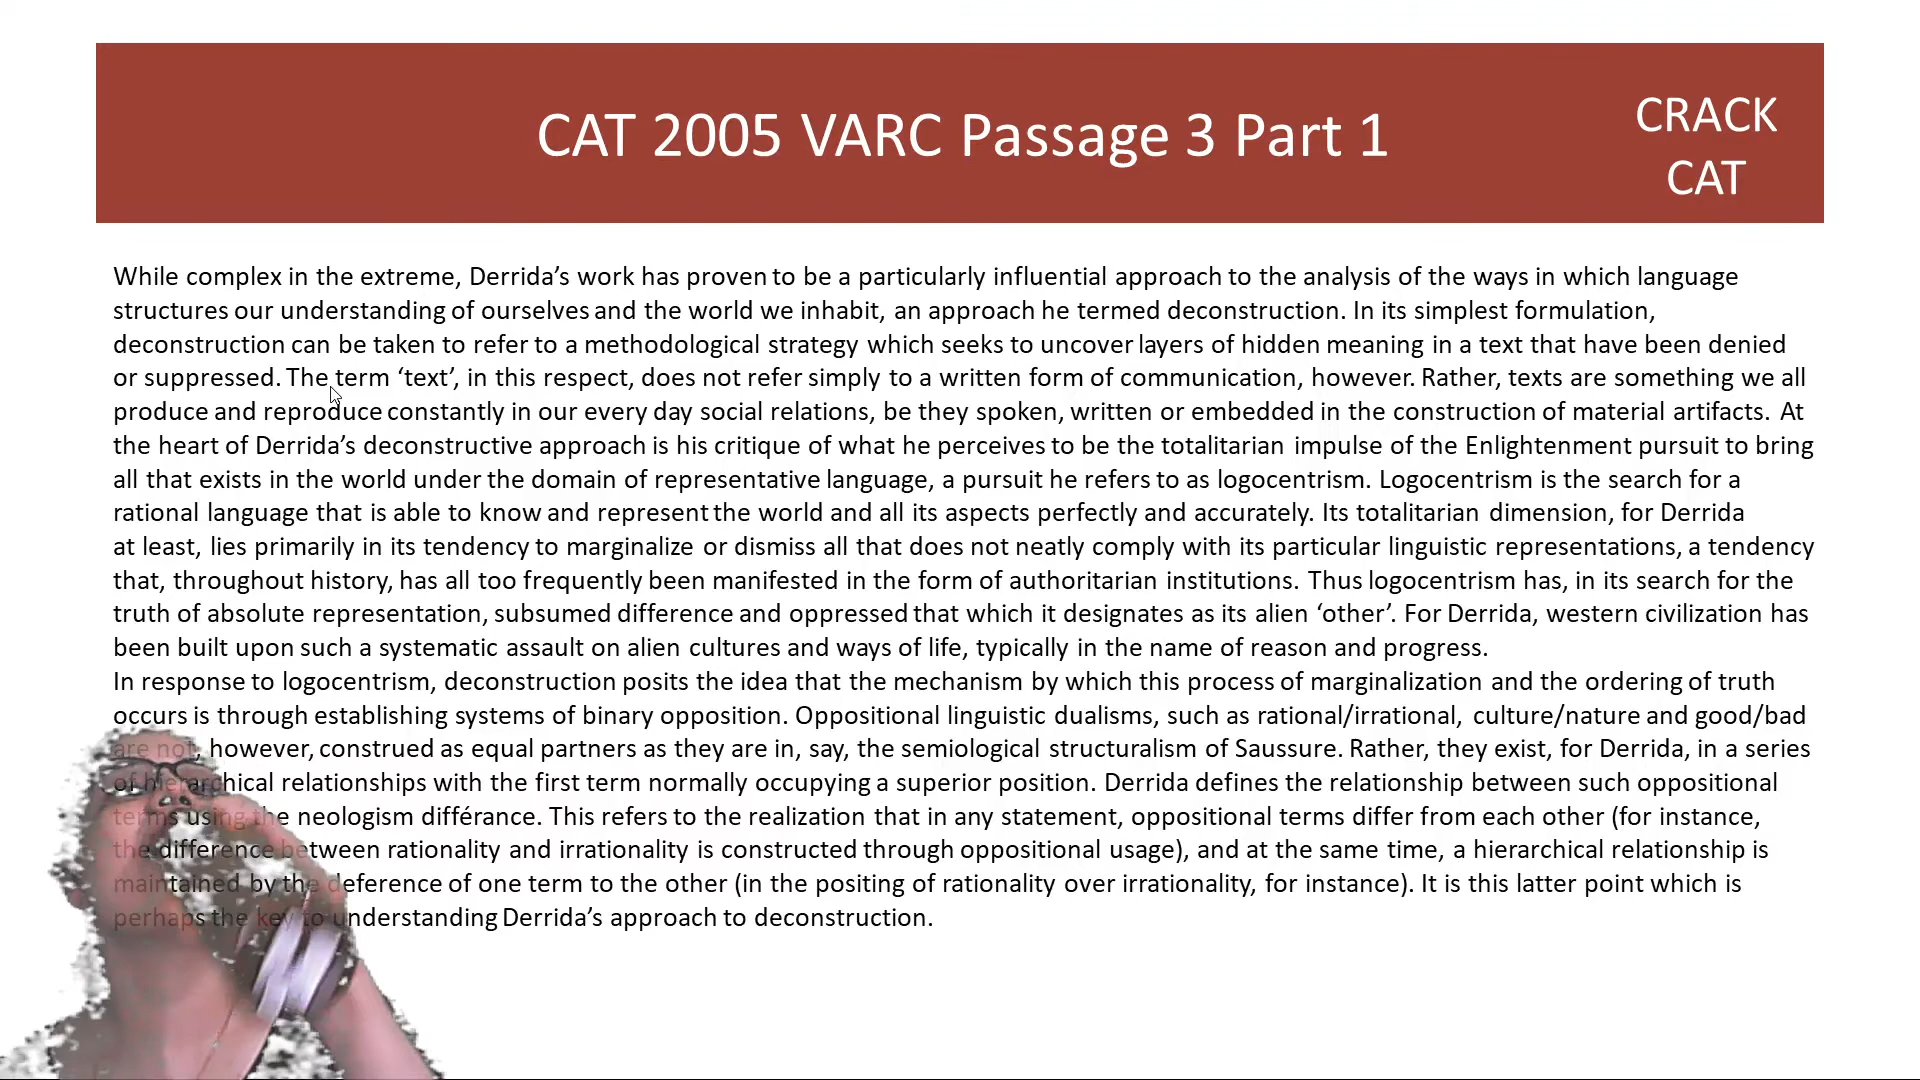 CAT 2005 VARC Passage 3 Part 1
CRACK
CAT
While complex in the extreme, Derrida’s work has proven to be a particularly influential approach to the analysis of the ways in which language
structures our understanding of ourselves and the world we inhabit, an approach he termed deconstruction. In its simplest formulation,
deconstruction can be taken to refer to a methodological strategy which seeks to uncover layers of hidden meaning in a text that have been denied
or suppressed. The term ‘text’, in this respect, does not refer simply to a written form of communication, however. Rather, texts are something we all
produce and reproduce constantly in our every day social relations, be they spoken, written or embedded in the construction of material artifacts. At
the heart of Derrida’s deconstructive approach is his critique of what he perceives to be the totalitarian impulse of the Enlightenment pursuit to bring
all that exists in the world under the domain of representative language, a pursuit he refers to as logocentrism. Logocentrism is the search for a
rational language that is able to know and represent the world and all its aspects perfectly and accurately. Its totalitarian dimension, for Derrida
at least, lies primarily in its tendency to marginalize or dismiss all that does not neatly comply with its particular linguistic representations, a tendency
that, throughout history, has all too frequently been manifested in the form of authoritarian institutions. Thus logocentrism has, in its search for the
truth of absolute representation, subsumed difference and oppressed that which it designates as its alien ‘other’. For Derrida, western civilization has
been built upon such a systematic assault on alien cultures and ways of life, typically in the name of reason and progress.
In response to logocentrism, deconstruction posits the idea that the mechanism by which this process of marginalization and the ordering of truth
occurs is through establishing systems of binary opposition. Oppositional linguistic dualisms, such as rational/irrational, culture/nature and good/bad
are not, however, construed as equal partners as they are in, say, the semiological structuralism of Saussure. Rather, they exist, for Derrida, in a series
of hierarchical relationships with the first term normally occupying a superior position. Derrida defines the relationship between such oppositional
terms using the neologism différance. This refers to the realization that in any statement, oppositional terms differ from each other (for instance,
the difference between rationality and irrationality is constructed through oppositional usage), and at the same time, a hierarchical relationship is
maintained by the deference of one term to the other (in the positing of rationality over irrationality, for instance). It is this latter point which is
perhaps the key to understanding Derrida’s approach to deconstruction.